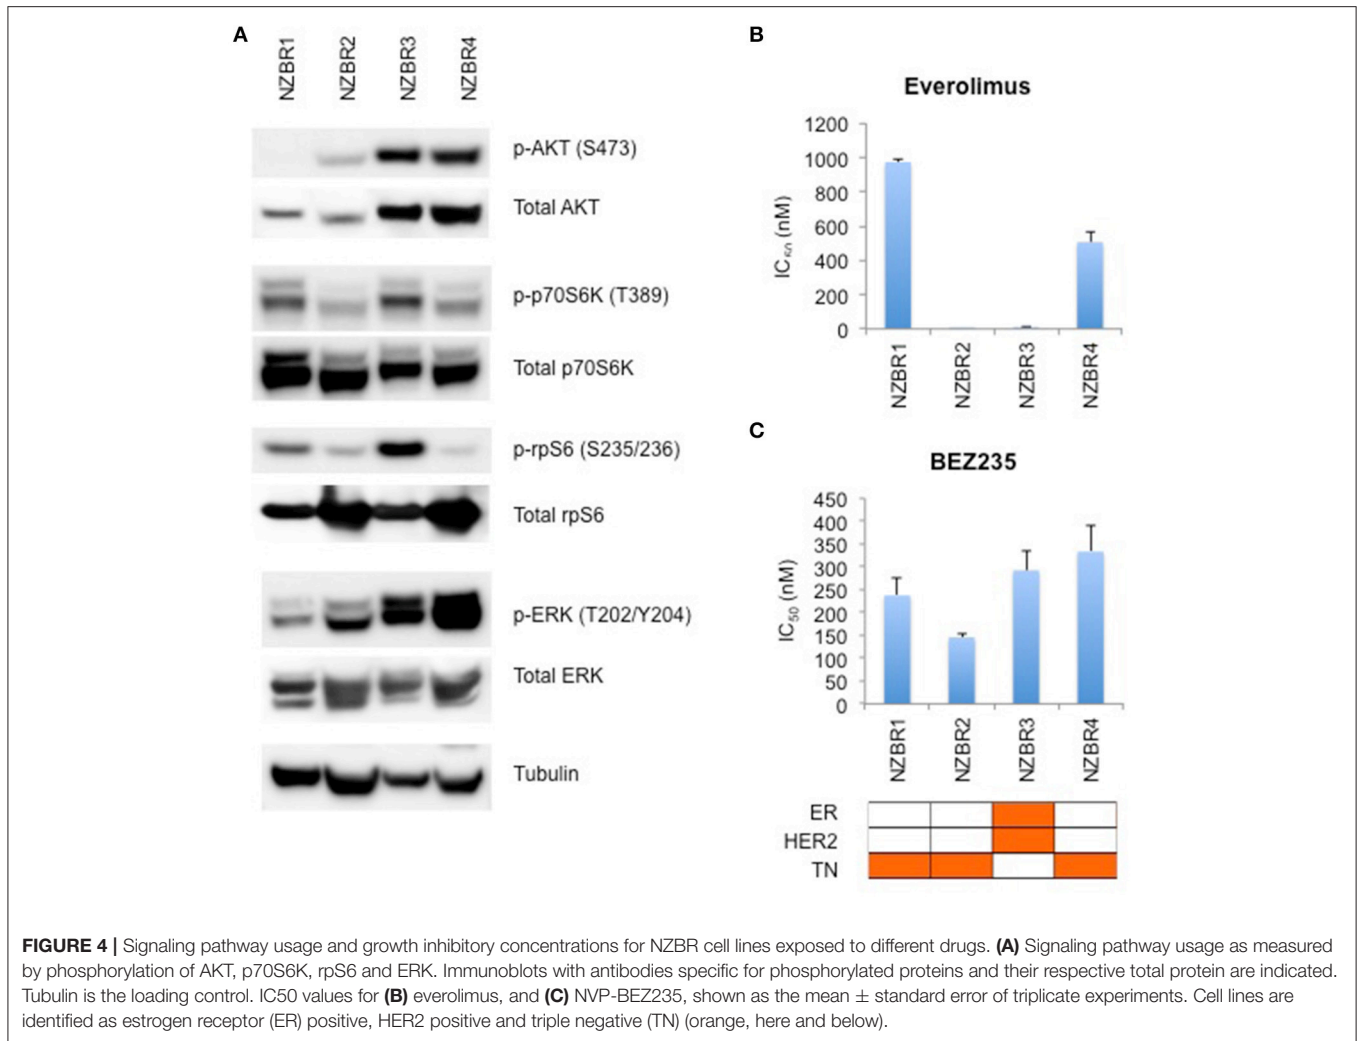 A
NZBR1
NZBR2
NZBR3
NZBR4
p-AKT (S473)
Total AKT
p-p70S6K (T389)
Total p70S6K
p-rpS6 (S235/236)
Total rpS6
p-ERK (T202/Y204)
Total ERK
Tubulin
B
Everolimus
IC50 (nM)
1200
1000
800
600
400
200
0
NZBR1
NZBR2
NZBR3
NZBR4
C
BEZ235
IC50 (nM)
450
400
350
300
250
200
150
100
50
0
NZBR1
NZBR2
NZBR3
NZBR4
ER
HER2
TN
FIGURE 4 | Signaling pathway usage and growth inhibitory concentrations for NZBR cell lines exposed to different drugs. (A) Signaling pathway usage as measured
by phosphorylation of AKT, p70S6K, rpS6 and ERK. Immunoblots with antibodies specific for phosphorylated proteins and their respective total protein are indicated.
Tubulin is the loading control. IC50 values for (B) everolimus, and (C) NVP-BEZ235, shown as the mean ± standard error of triplicate experiments. Cell lines are
identified as estrogen receptor (ER) positive, HER2 positive and triple negative (TN) (orange, here and below).